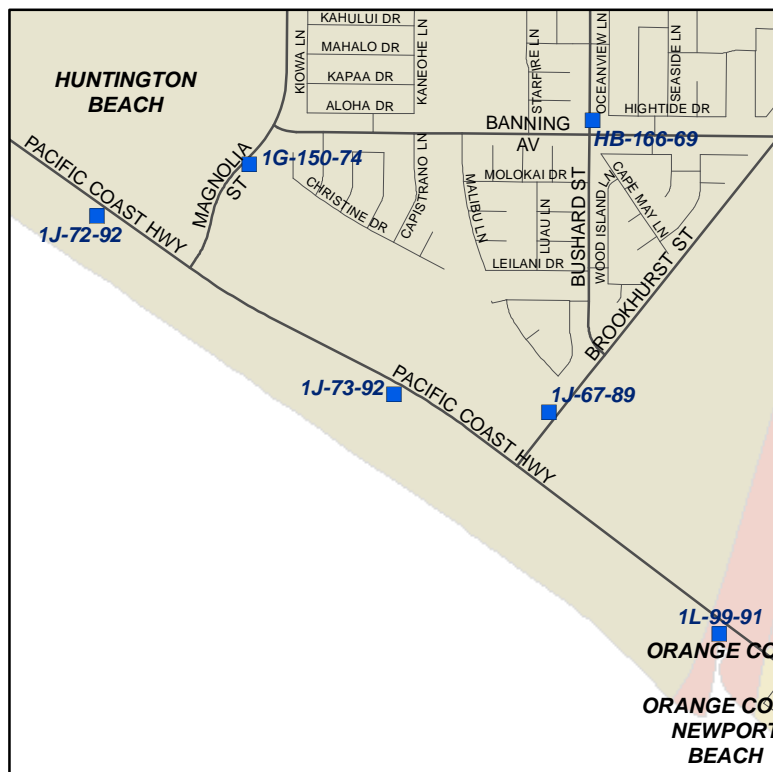 KAHULUI DR
MAHALO DR
KAPAA DR
ALOHA DR
KIOWA LN
KANEOHE LN
STARFIRE LN
OCEANVIEW LN
SEASIDE LN
HIGHTIDE DR
HUNTINGTON
BEACH
BANNING
AV
HB-166-69
1G-150-74
MAGNOLIA
ST
PACIFIC COAST HWY
1J-72-92
CHRISTINE DR
CAPISTRANO LN
MALIBU LN
MOLOKAI DR
LUAU LN
LEILANI DR
BUSHARD ST
WOOD ISLAND LN
CAPE MAY LN
BROOKHURST ST
1J-73-92
PACIFIC COAST HWY
1J-67-89
1L-99-91
ORANGE CO
ORANGE CO
NEWPORT
BEACH